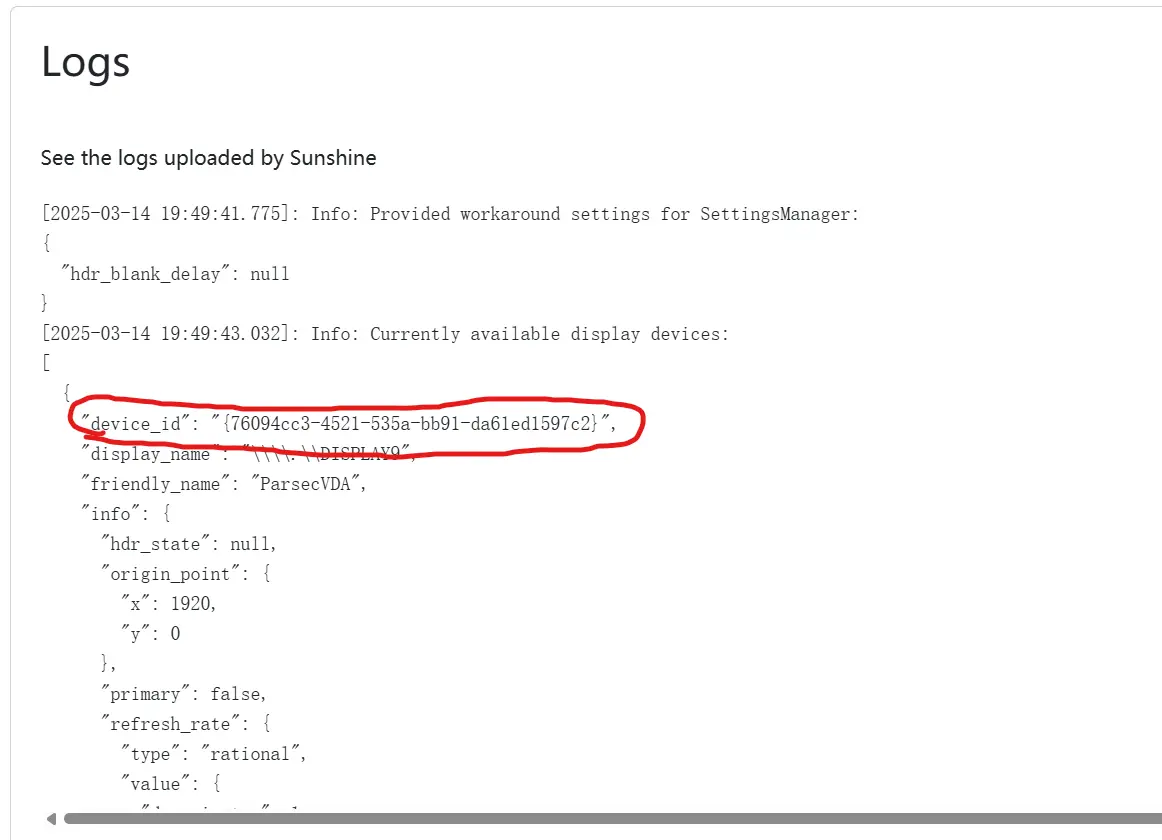 Logs
See the logs uploaded by Sunshine
[2025-03-14 19:49:41.775]: Info: Provided workaround settings for SettingsManager:
{
"hdr_blank_delay": null
}
[2025-03-14 19:49:43.032]: Info: Currently available display devices:
[
{
"device_id": "{76094cc3-4521-535a-bb91-da61ed1597c2}",
"display_name": "\\\\.\\DISPLAY9",
"friendly_name": "ParsecVDA",
"info": {
"hdr_state": null,
"origin_point": {
"x": 1920,
"y": 0
},
"primary": false,
"refresh_rate": {
"type": "rational",
"value": {